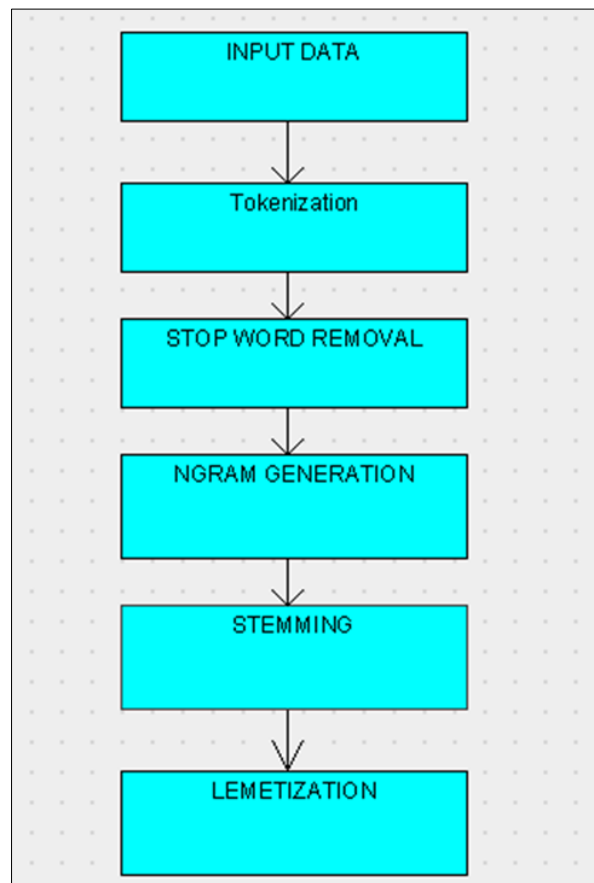 INPUT DATA
Tokenization
STOP WORD REMOVAL
NGRAM GENERATION
STEMMING
LEMETIZATION